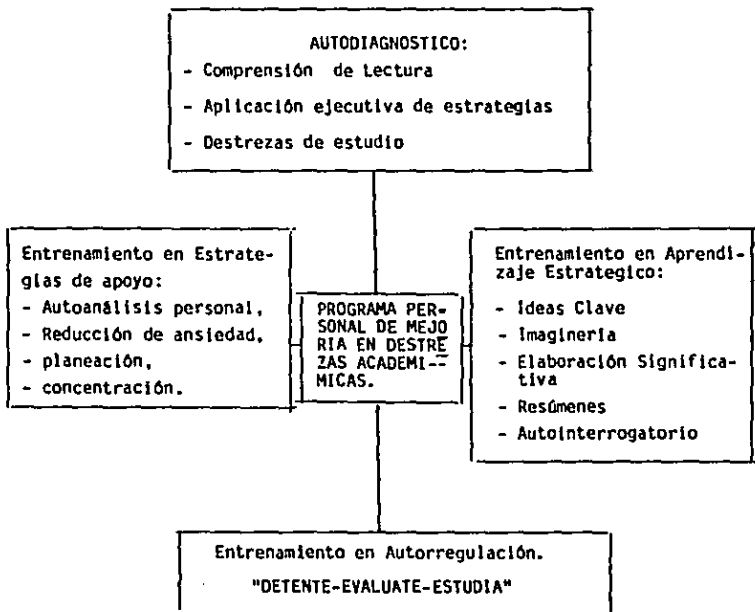 AUTODIAGNOSTICO:
- Comprensión de Lectura
- Aplicación ejecutiva de estrategias
- Destrezas de estudio
Entrenamiento en Estrate-
gias de apoyo:
- Autoanálisis personal,
- Reducción de ansiedad,
- planeación,
- concentración.
PROGRAMA PER-
SONAL DE MEJO
RIA EN DESTRE
ZAS ACADEMI--
MICAS.
Entrenamiento en Aprendi-
zaje Estrategico:
- Ideas Clave
- Imaginería
- Elaboración Significa-
tiva
- Resúmenes
- Autointerrogatorio
Entrenamiento en Autorregulación.
"DETENTE-EVALUATE-ESTUDIA"